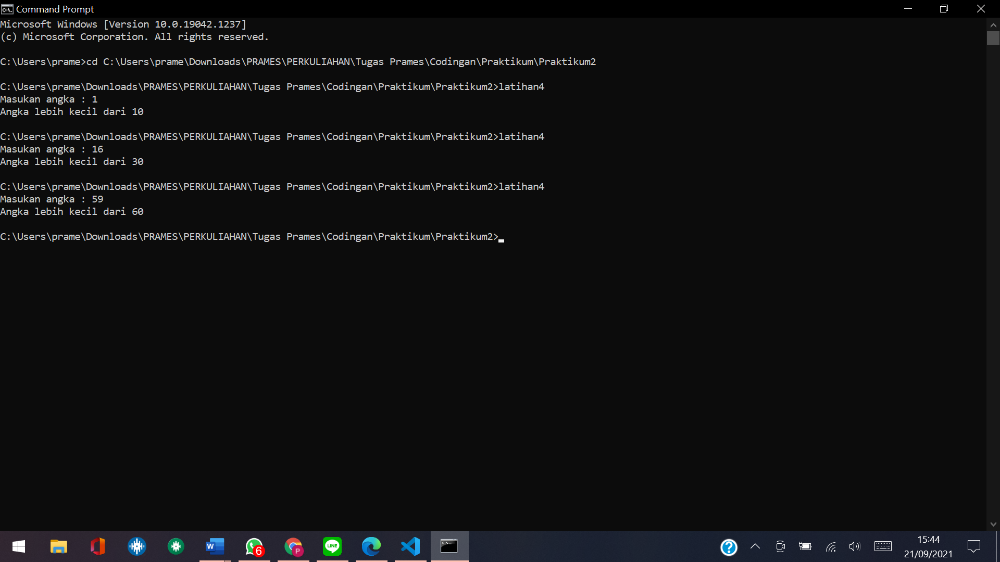 Command Prompt
Microsoft Windows [Version 10.0.19042.1237]
(c) Microsoft Corporation. All rights reserved.
C:\Users\prame>cd C:\Users\prame\Downloads\PRAMES\PERKULIAHAN\Tugas Prames\Codingan\Praktikum\Praktikum2
C:\Users\prame\Downloads\PRAMES\PERKULIAHAN\Tugas Prames\Codingan\Praktikum\Praktikum2>latihan4
Masukan angka : 1
Angka lebih kecil dari 10
C:\Users\prame\Downloads\PRAMES\PERKULIAHAN\Tugas Prames\Codingan\Praktikum\Praktikum2>latihan4
Masukan angka : 16
Angka lebih kecil dari 30
C:\Users\prame\Downloads\PRAMES\PERKULIAHAN\Tugas Prames\Codingan\Praktikum\Praktikum2>latihan4
Masukan angka : 59
Angka lebih kecil dari 60
C:\Users\prame\Downloads\PRAMES\PERKULIAHAN\Tugas Prames\Codingan\Praktikum\Praktikum2>
W
6
P
LINE
?
15:44
21/09/2021